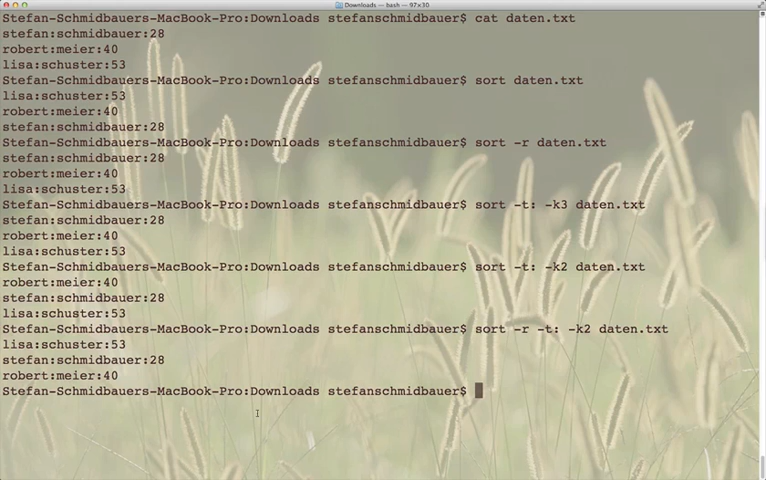 Downloads — bash — 97×30
Stefan-Schmidbauers-MacBook-Pro:Downloads stefanschmidbauer$ cat daten.txt
stefan:schmidbauer:28
robert:meier:40
lisa:schuster:53
Stefan-Schmidbauers-MacBook-Pro:Downloads stefanschmidbauer$ sort daten.txt
lisa:schuster:53
robert:meier:40
stefan:schmidbauer:28
Stefan-Schmidbauers-MacBook-Pro:Downloads stefanschmidbauer$ sort -r daten.txt
stefan:schmidbauer:28
robert:meier:40
lisa:schuster:53
Stefan-Schmidbauers-MacBook-Pro:Downloads stefanschmidbauer$ sort -t: -k3 daten.txt
stefan:schmidbauer:28
robert:meier:40
lisa:schuster:53
Stefan-Schmidbauers-MacBook-Pro:Downloads stefanschmidbauer$ sort -t: -k2 daten.txt
robert:meier:40
stefan:schmidbauer:28
lisa:schuster:53
Stefan-Schmidbauers-MacBook-Pro:Downloads stefanschmidbauer$ sort -r -t: -k2 daten.txt
lisa:schuster:53
stefan:schmidbauer:28
robert:meier:40
Stefan-Schmidbauers-MacBook-Pro:Downloads stefanschmidbauer$